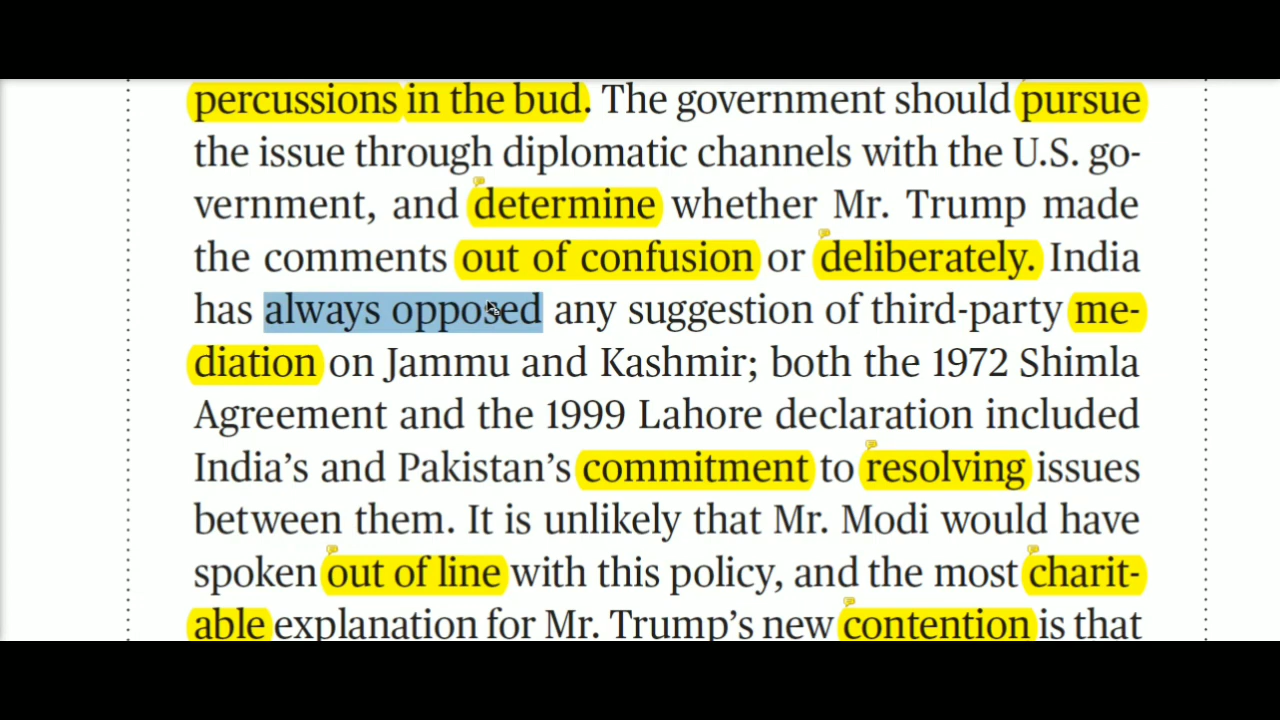 percussions in the bud. The government should pursue
the issue through diplomatic channels with the U.S. go-
vernment, and determine whether Mr. Trump made
the comments out of confusion or deliberately. India
has always opposed any suggestion of third-party me-
diation on Jammu and Kashmir; both the 1972 Shimla
Agreement and the 1999 Lahore declaration included
India’s and Pakistan’s commitment to resolving issues
between them. It is unlikely that Mr. Modi would have
spoken out of line with this policy, and the most charit-
able explanation for Mr. Trump’s new contention is that